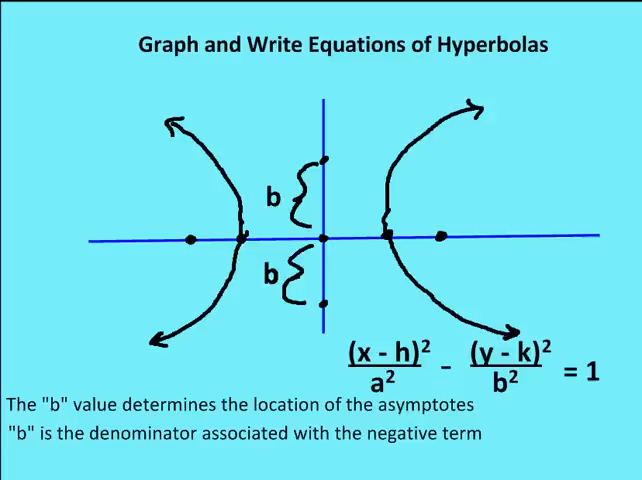 Graph and Write Equations of Hyperbolas
b
b
(x - h)² / a² - (y - k)² / b² = 1
The "b" value determines the location of the asymptotes
"b" is the denominator associated with the negative term